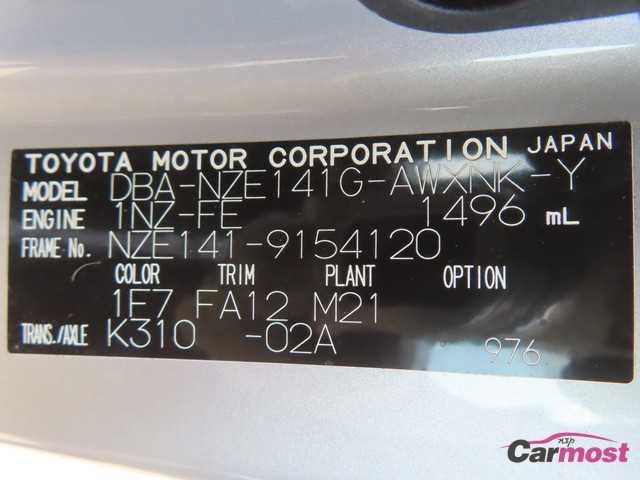 TOYOTA MOTOR CORPORATION JAPAN
MODEL DBA-NZE141G-AWXNK-Y
ENGINE 1NZ-FE 1496 mL
FRAME No. NZE141-9154120
COLOR TRIM PLANT OPTION
1F7 FA12 M21
TRANS./AXLE K310 -02A 976
nsp
Carmost